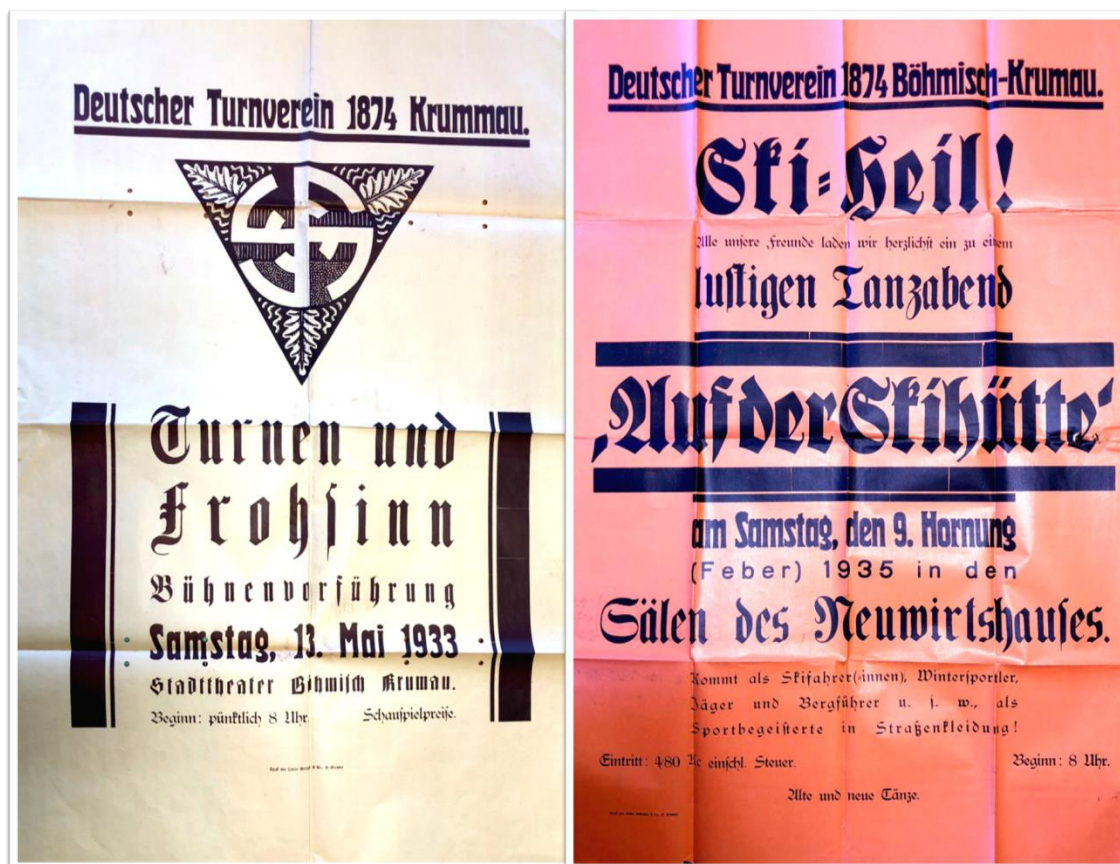 Deutscher Turnverein 1874 Krummau.
Turnen und
Frohsinn
Bühnenvorführung
Samstag, 13. Mai 1933
Stadttheater Böhmisch Krumau.
Beginn: pünktlich 8 Uhr. Schauspielpreise.
Deutscher Turnverein 1874 Böhmisch-Krumau.
Ski-Heil!
Alle unsere Freunde laden wir herzlichst ein zu einem
lustigen Tanzabend
‚Auf der Skihütte‘
am Samstag, den 9. Hornung
(Feber) 1935 in den
Sälen des Neuwirtshauses.
Kommt als Skifahrer(-innen), Wintersportler,
Jäger und Bergführer u. s. w., als
Sportbegeisterte in Straßenkleidung!
Eintritt: 4·80 Kc einschl. Steuer. Beginn: 8 Uhr.
Alte und neue Tänze.